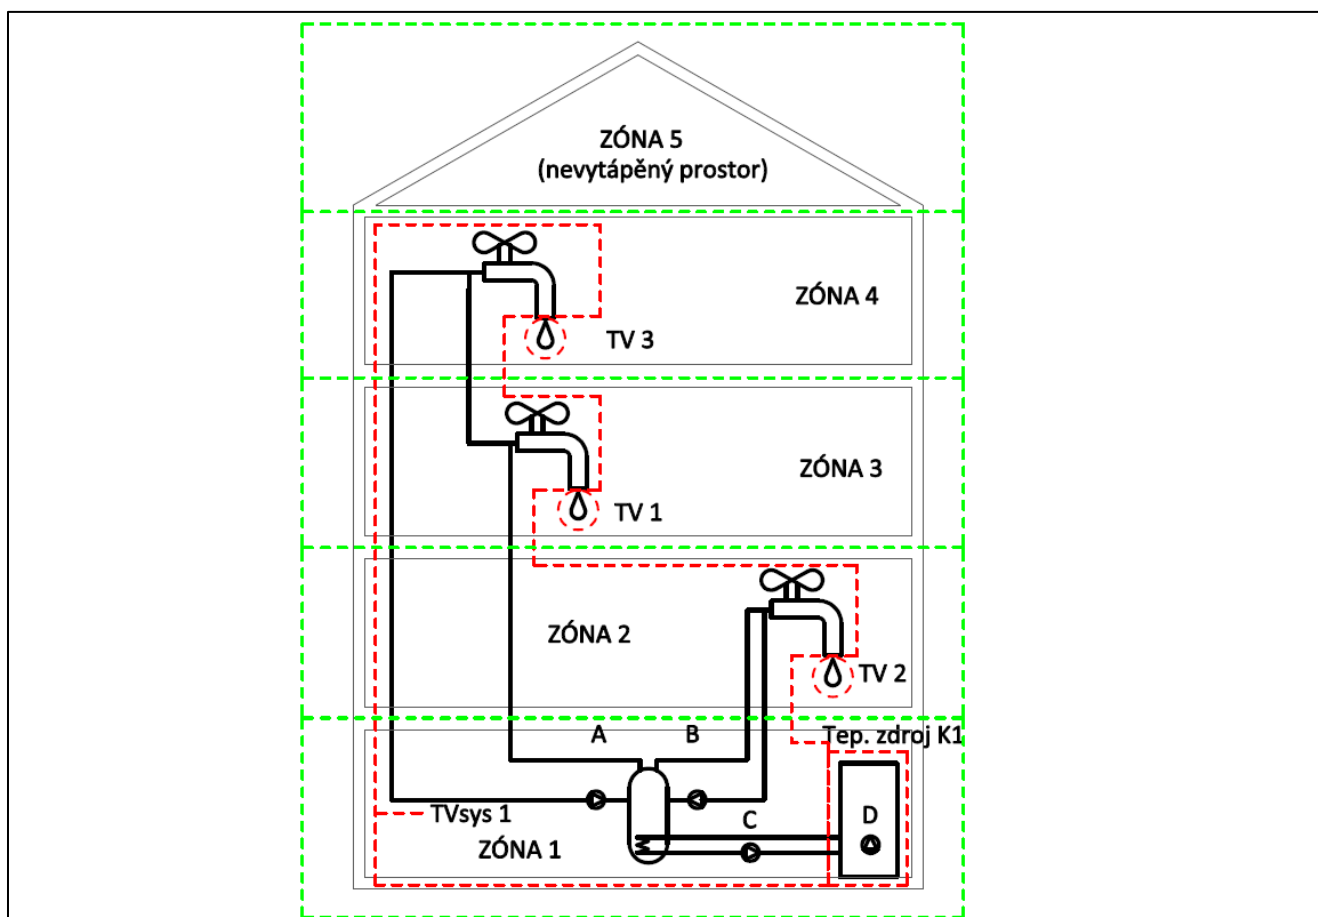 ZÓNA 5
(nevytápěný prostor)
ZÓNA 4
TV 3
ZÓNA 3
TV 1
ZÓNA 2
TV 2
A
B
Tep. zdroj K1
TVsys 1
C
D
ZÓNA 1